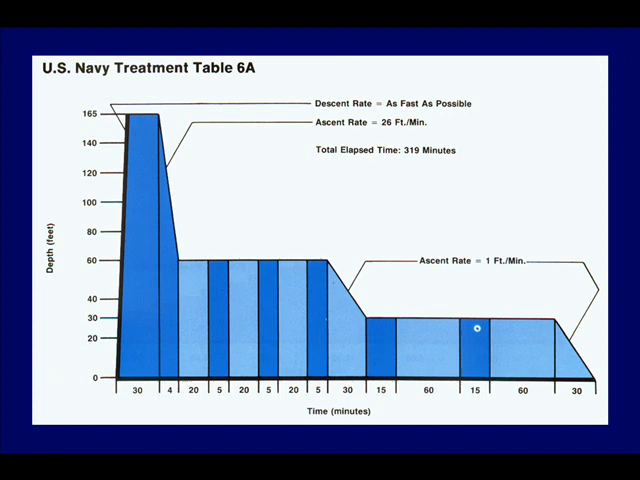 U.S. Navy Treatment Table 6A
Descent Rate = As Fast As Possible
Ascent Rate = 26 Ft./Min.
Total Elapsed Time: 319 Minutes
Ascent Rate = 1 Ft./Min.
Depth (feet)
165
140
120
100
80
60
40
30
20
0
30 4 20 5 20 5 20 5 30 15 60 15 60 30
Time (minutes)